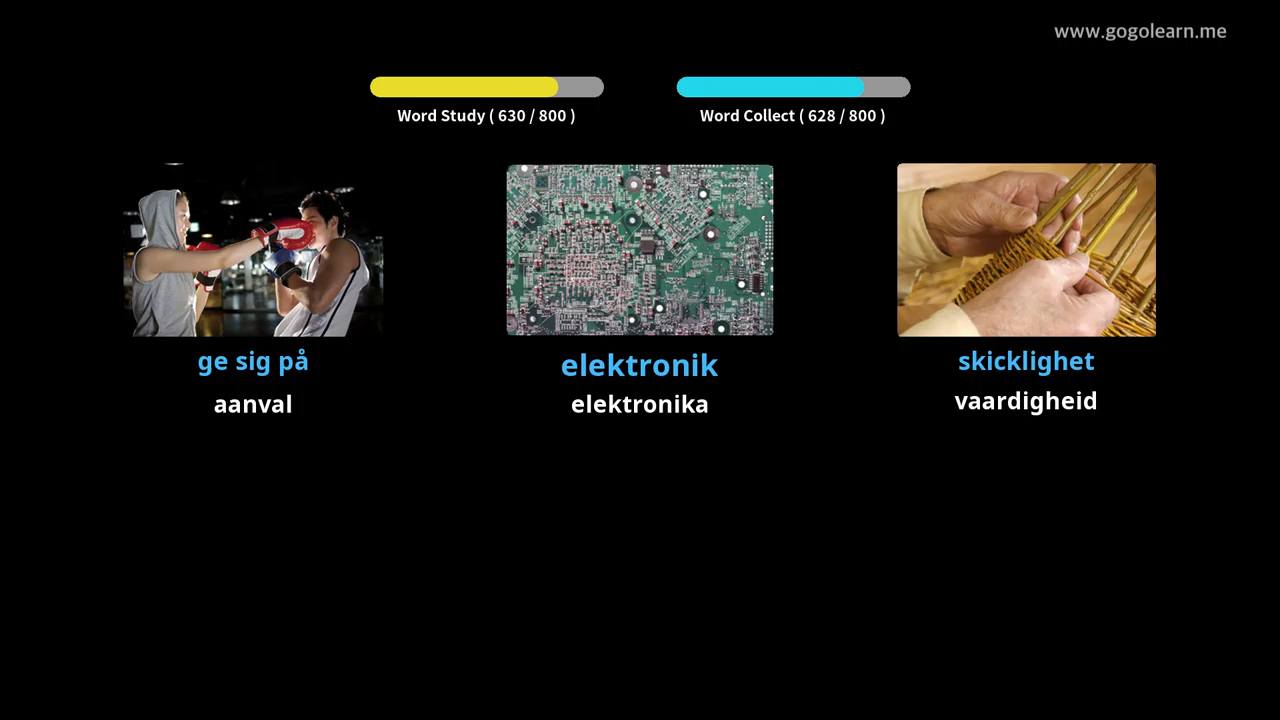 www.gogolearn.me
Word Study ( 630 / 800 )
Word Collect ( 628 / 800 )
ge sig på
aanval
elektronik
elektronika
skicklighet
vaardigheid